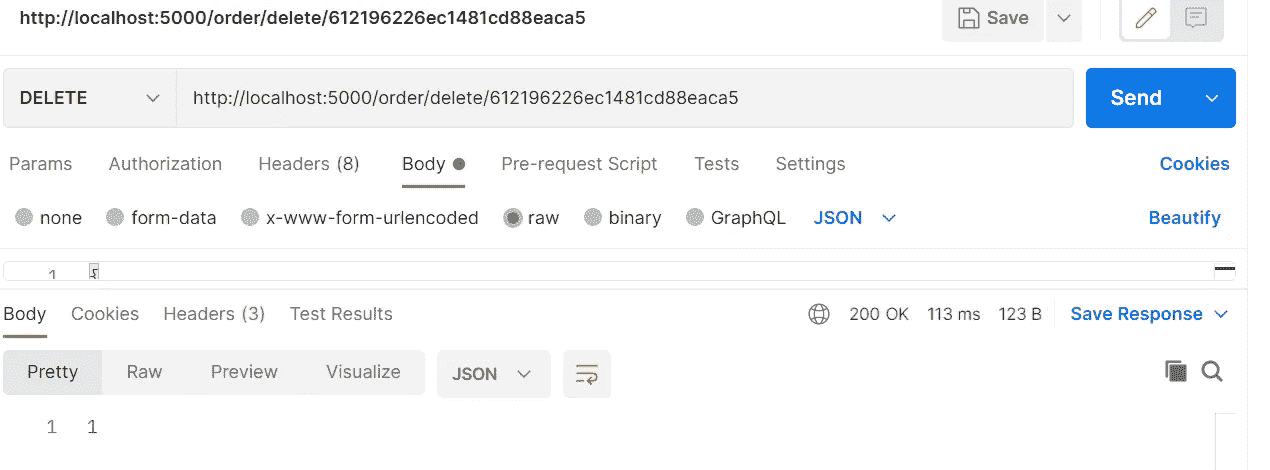 http://localhost:5000/order/delete/612196226ec1481cd88eaca5 Save
DELETE http://localhost:5000/order/delete/612196226ec1481cd88eaca5 Send
Params Authorization Headers (8) Body Pre-request Script Tests Settings Cookies
none form-data x-www-form-urlencoded raw binary GraphQL JSON Beautify
1 {
Body Cookies Headers (3) Test Results 200 OK 113 ms 123 B Save Response
Pretty Raw Preview Visualize JSON
1 1